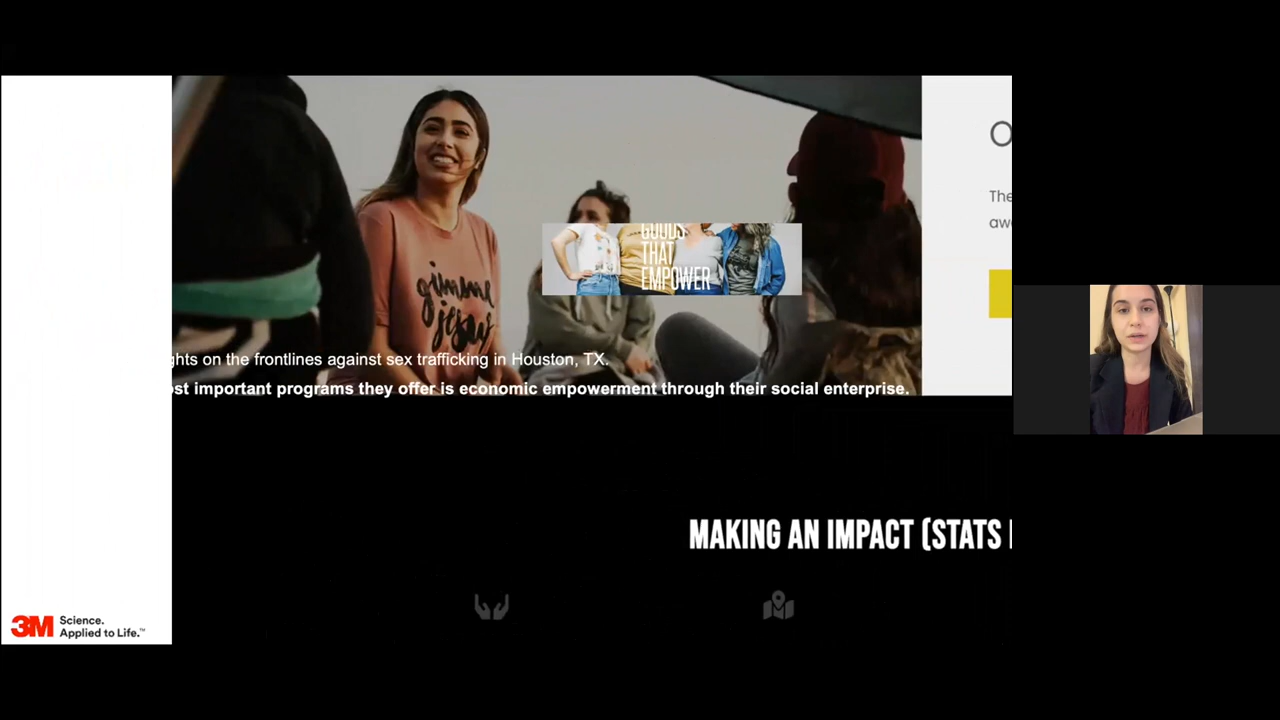 O
The
awa
gimme
jesus
GOODS
THAT
EMPOWER
ghts on the frontlines against sex trafficking in Houston, TX.
ost important programs they offer is economic empowerment through their social enterprise.
MAKING AN IMPACT (STATS
3M Science.
Applied to Life.™